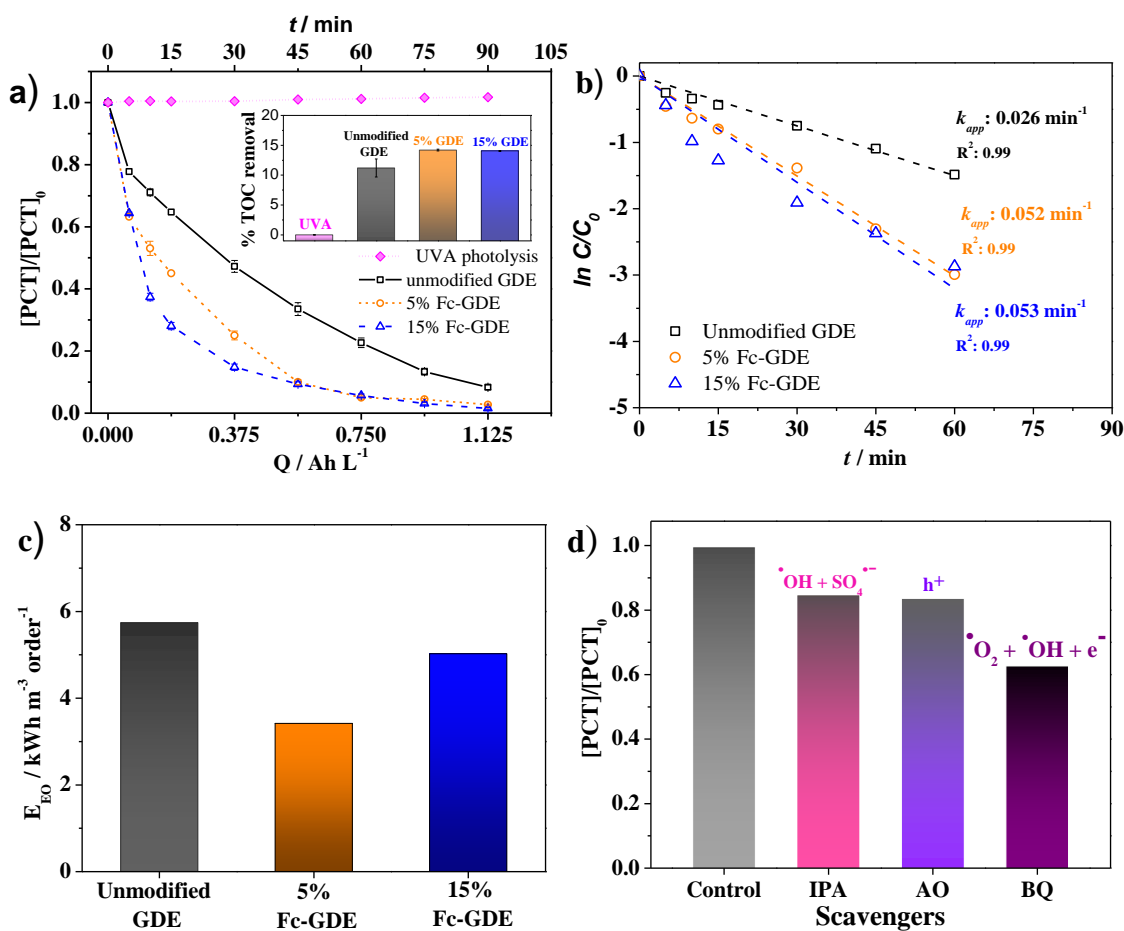 a)
t / min
0 15 30 45 60 75 90 105
[PCT]/[PCT]0
1.0
0.8
0.6
0.4
0.2
0.0
0.000 0.375 0.750 1.125
Q / Ah L-1
% TOC removal
20
15
10
5
0
UVA
Unmodified
GDE
5% GDE
15% GDE
UVA photolysis
unmodified GDE
5% Fc-GDE
15% Fc-GDE
b)
ln C/C0
0
-1
-2
-3
-4
-5
0 15 30 45 60 75 90
t / min
kapp: 0.026 min-1
R2: 0.99
kapp: 0.052 min-1
R2: 0.99
kapp: 0.053 min-1
R2: 0.99
Unmodified GDE
5% Fc-GDE
15% Fc-GDE
c)
EEO / kWh m-3 order-1
8
6
4
2
0
Unmodified
GDE
5%
Fc-GDE
15%
Fc-GDE
d)
[PCT]/[PCT]0
1.0
0.8
0.6
0.4
0.2
0.0
•OH + SO4•−
h+
•O2 + •OH + e-
Control IPA AO BQ
Scavengers